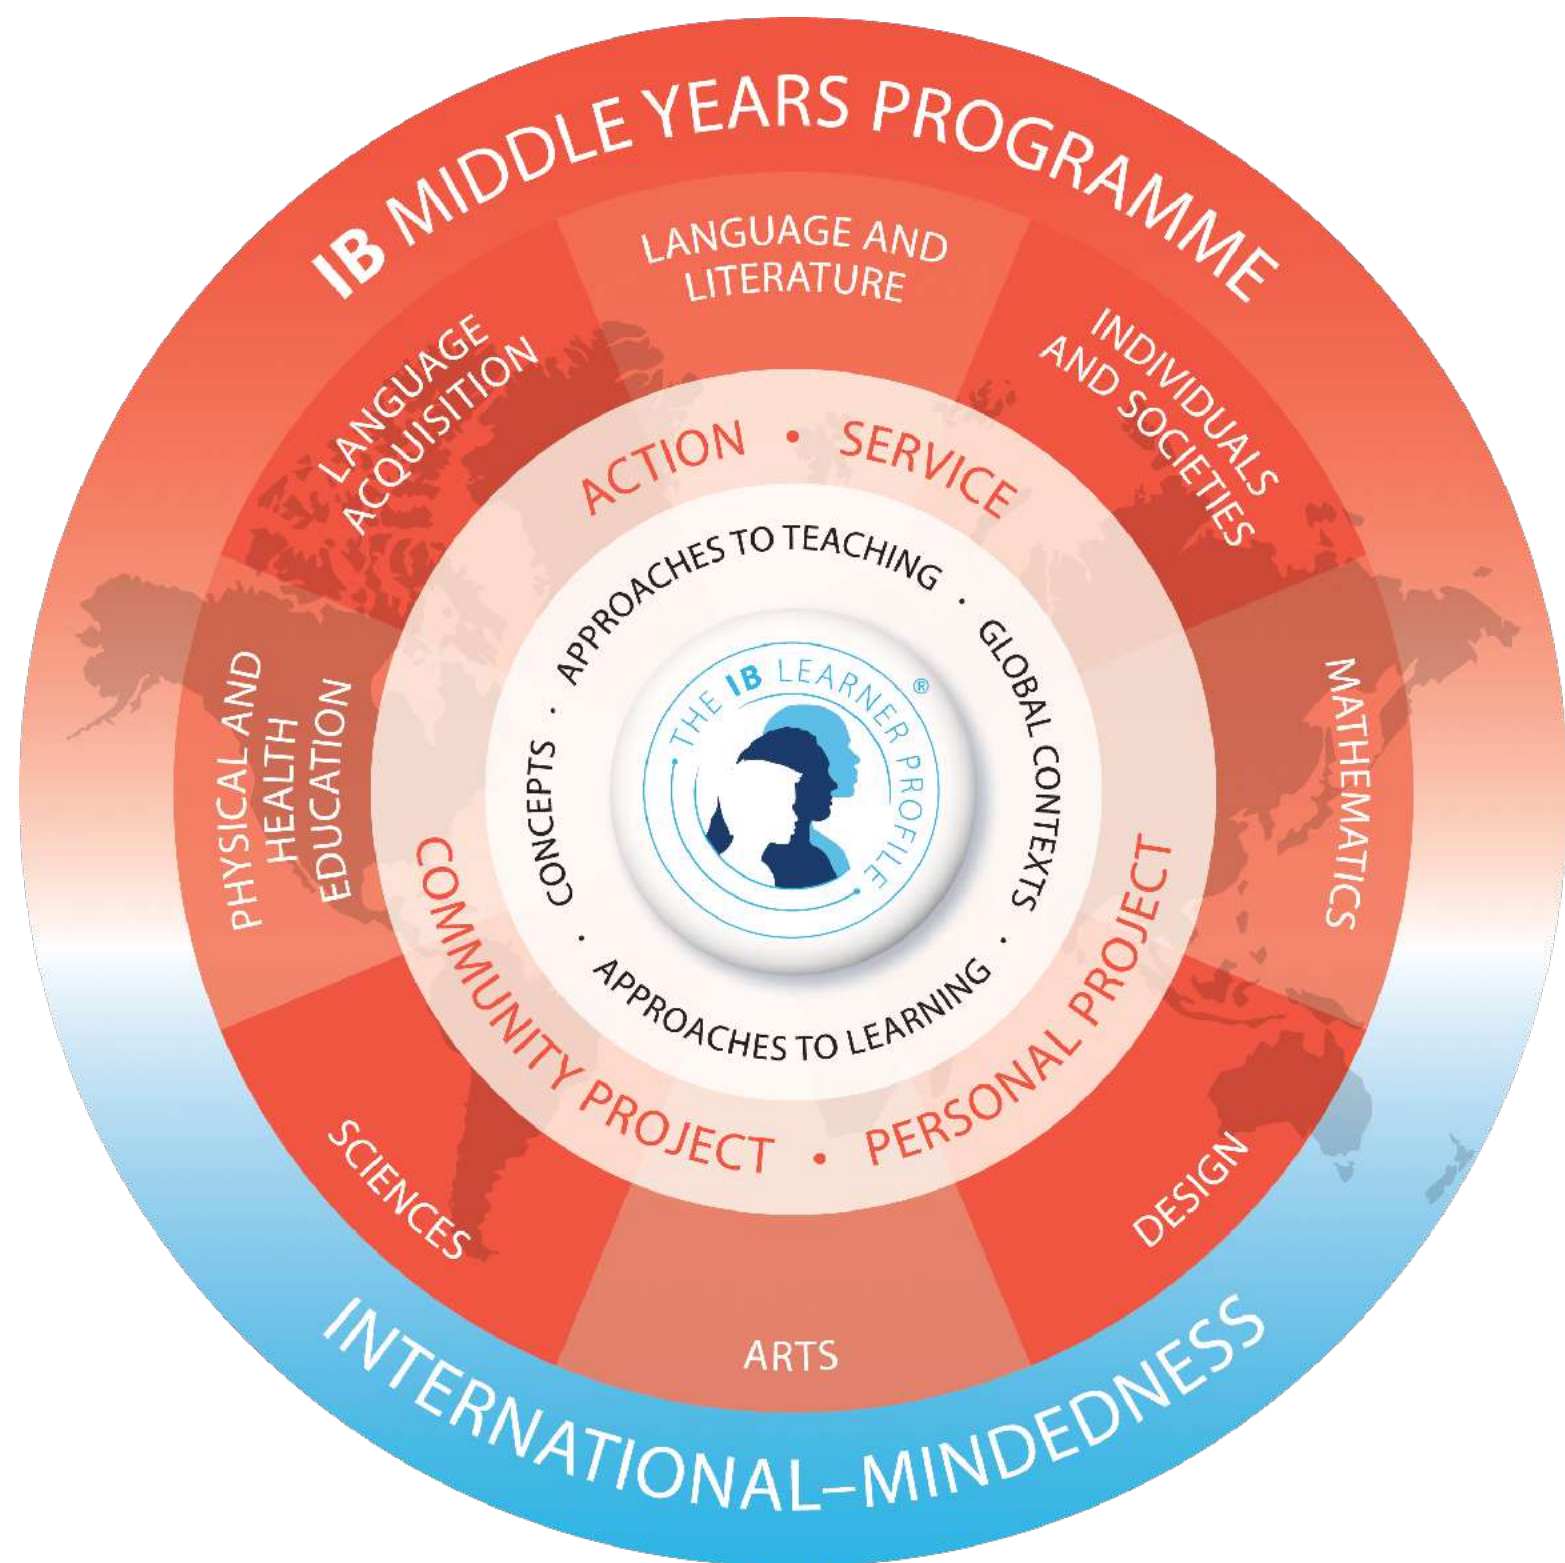 IB MIDDLE YEARS PROGRAMME
LANGUAGE AND
LITERATURE
INDIVIDUALS
AND SOCIETIES
MATHEMATICS
DESIGN
ARTS
SCIENCES
PHYSICAL AND
HEALTH
EDUCATION
LANGUAGE
ACQUISITION
ACTION • SERVICE
COMMUNITY PROJECT • PERSONAL PROJECT
APPROACHES TO TEACHING • GLOBAL CONTEXTS •
CONCEPTS • APPROACHES TO LEARNING •
• THE IB LEARNER PROFILE • ®
INTERNATIONAL–MINDEDNESS